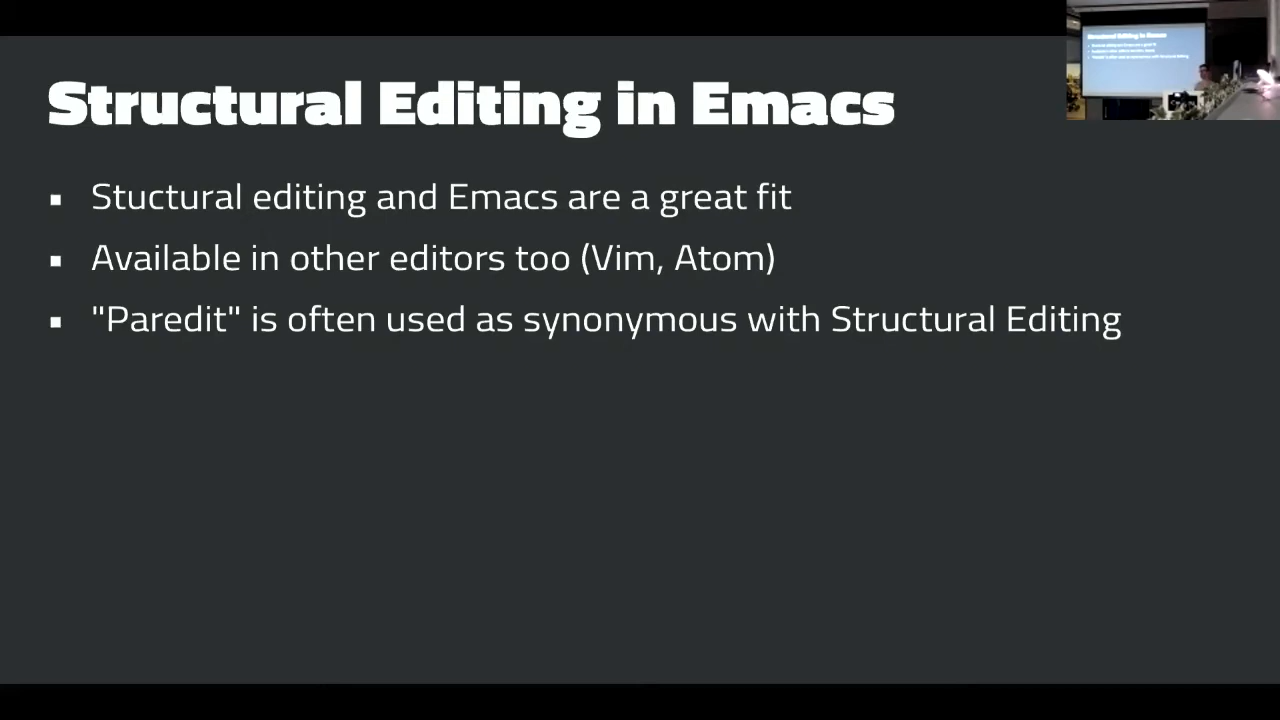 Structural Editing in Emacs
▪ Stuctural editing and Emacs are a great fit
▪ Available in other editors too (Vim, Atom)
▪ "Paredit" is often used as synonymous with Structural Editing